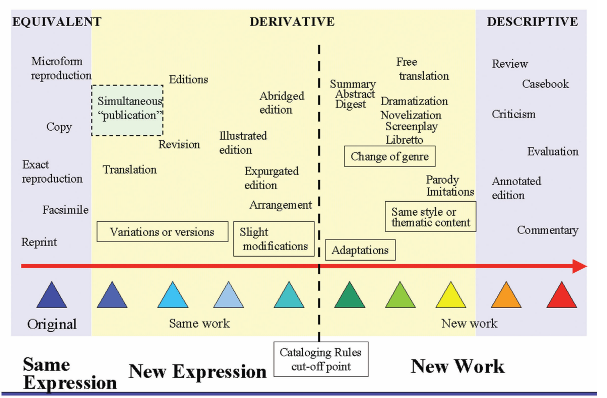 EQUIVALENT
DERIVATIVE
DESCRIPTIVE
Microform
reproduction
Copy
Exact
reproduction
Facsimile
Reprint
Simultaneous
“publication”
Editions
Revision
Translation
Variations or versions
Abridged
edition
Illustrated
edition
Expurgated
edition
Arrangement
Slight
modifications
Free
translation
Summary
Abstract
Digest
Dramatization
Novelization
Screenplay
Libretto
Change of genre
Parody
Imitations
Same style or
thematic content
Adaptations
Review
Casebook
Criticism
Evaluation
Annotated
edition
Commentary
Original
Same work
New work
Same
Expression
New Expression
Cataloging Rules
cut-off point
New Work